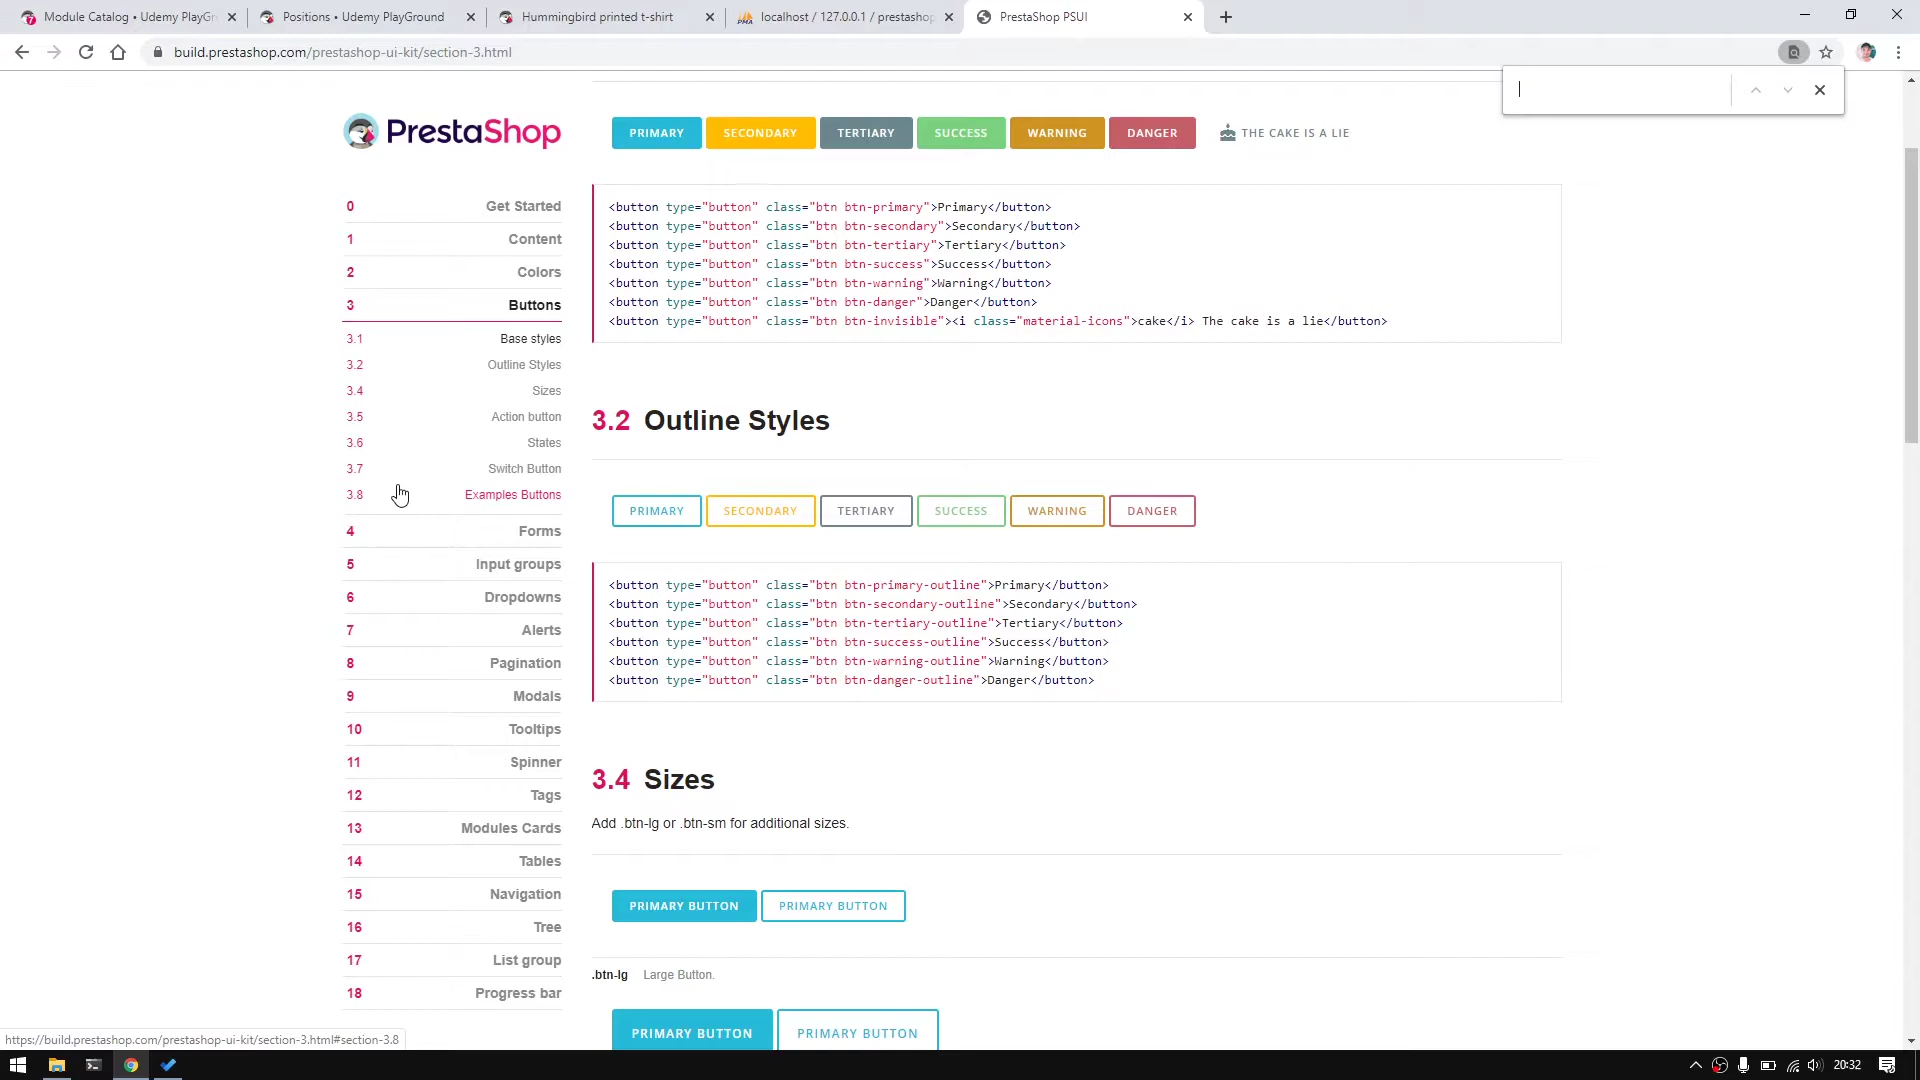 Module Catalog • Udemy PlayGr
Positions • Udemy PlayGround
Hummingbird printed t-shirt
localhost / 127.0.0.1 / prestashop
PrestaShop PSUI
build.prestashop.com/prestashop-ui-kit/section-3.html
PrestaShop
0 Get Started
1 Content
2 Colors
3 Buttons
3.1 Base styles
3.2 Outline Styles
3.4 Sizes
3.5 Action button
3.6 States
3.7 Switch Button
3.8 Examples Buttons
4 Forms
5 Input groups
6 Dropdowns
7 Alerts
8 Pagination
9 Modals
10 Tooltips
11 Spinner
12 Tags
13 Modules Cards
14 Tables
15 Navigation
16 Tree
17 List group
18 Progress bar
PRIMARY SECONDARY TERTIARY SUCCESS WARNING DANGER THE CAKE IS A LIE
<button type="button" class="btn btn-primary">Primary</button>
<button type="button" class="btn btn-secondary">Secondary</button>
<button type="button" class="btn btn-tertiary">Tertiary</button>
<button type="button" class="btn btn-success">Success</button>
<button type="button" class="btn btn-warning">Warning</button>
<button type="button" class="btn btn-danger">Danger</button>
<button type="button" class="btn btn-invisible"><i class="material-icons">cake</i> The cake is a lie</button>
3.2 Outline Styles
PRIMARY SECONDARY TERTIARY SUCCESS WARNING DANGER
<button type="button" class="btn btn-primary-outline">Primary</button>
<button type="button" class="btn btn-secondary-outline">Secondary</button>
<button type="button" class="btn btn-tertiary-outline">Tertiary</button>
<button type="button" class="btn btn-success-outline">Success</button>
<button type="button" class="btn btn-warning-outline">Warning</button>
<button type="button" class="btn btn-danger-outline">Danger</button>
3.4 Sizes
Add .btn-lg or .btn-sm for additional sizes.
PRIMARY BUTTON PRIMARY BUTTON
.btn-lg Large Button.
PRIMARY BUTTON PRIMARY BUTTON
https://build.prestashop.com/prestashop-ui-kit/section-3.html#section-3.8
20:32